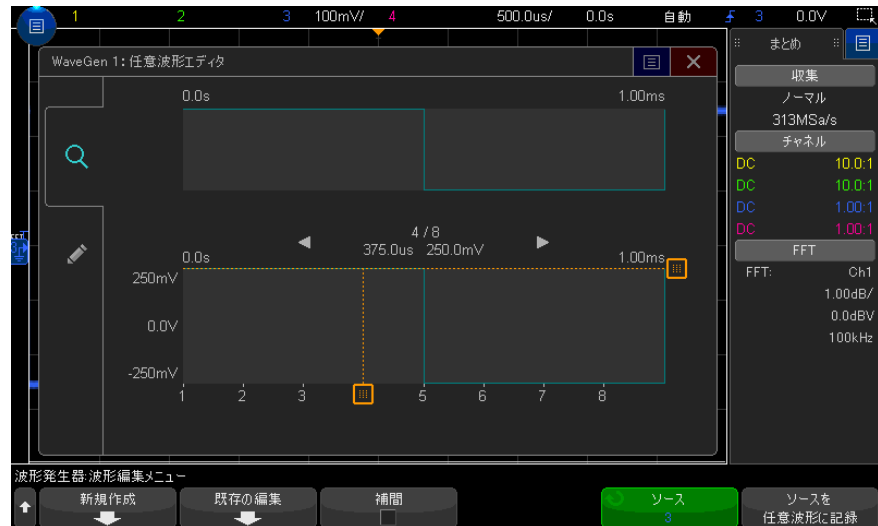 1 2 3 100mV/ 4 500.0us/ 0.0s 自動 3 0.0V
まとめ
WaveGen 1: 任意波形エディタ
収集
ノーマル
313MSa/s
チャネル
DC 10.0:1
DC 10.0:1
DC 1.00:1
DC 1.00:1
FFT
FFT: Ch1
1.00dB/
0.0dBV
100kHz
0.0s 1.00ms
4 / 8
375.0us 250.0mV
0.0s 1.00ms
250mV
0.0V
-250mV
1 2 3 5 6 7 8
波形発生器:波形編集メニュー
新規作成
既存の編集
補間
ソース
3
ソースを
任意波形に記録